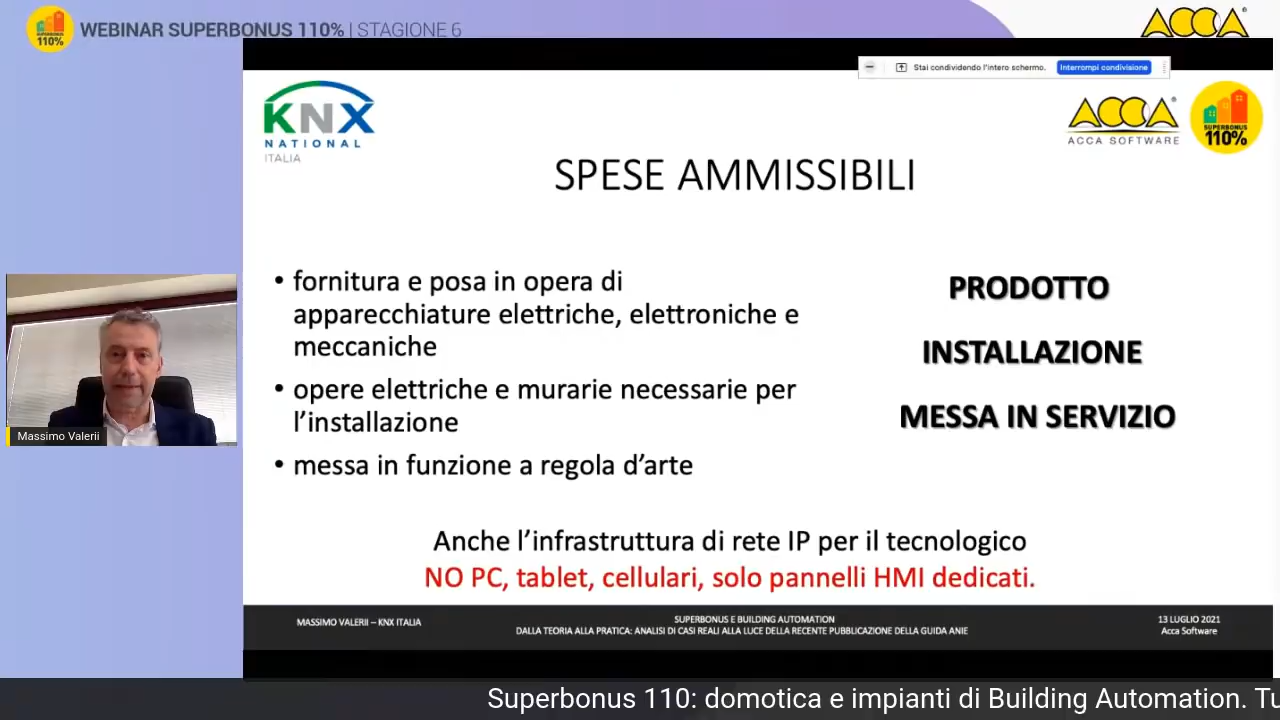 SUPERBONUS
110%
WEBINAR SUPERBONUS 110% | STAGIONE 6
ACCA
Stai condividendo l'intero schermo.
Interrompi condivisione
KNX
NATIONAL
ITALIA
ACCA
ACCA SOFTWARE
SUPERBONUS
110%
SPESE AMMISSIBILI
• fornitura e posa in opera di
apparecchiature elettriche, elettroniche e
meccaniche
• opere elettriche e murarie necessarie per
l’installazione
• messa in funzione a regola d’arte
PRODOTTO
INSTALLAZIONE
MESSA IN SERVIZIO
Anche l’infrastruttura di rete IP per il tecnologico
NO PC, tablet, cellulari, solo pannelli HMI dedicati.
Massimo Valerii
MASSIMO VALERII – KNX ITALIA
SUPERBONUS E BUILDING AUTOMATION
DALLA TEORIA ALLA PRATICA: ANALISI DI CASI REALI ALLA LUCE DELLA RECENTE PUBBLICAZIONE DELLA GUIDA ANIE
13 LUGLIO 2021
Acca Software
Superbonus 110: domotica e impianti di Building Automation. Tu